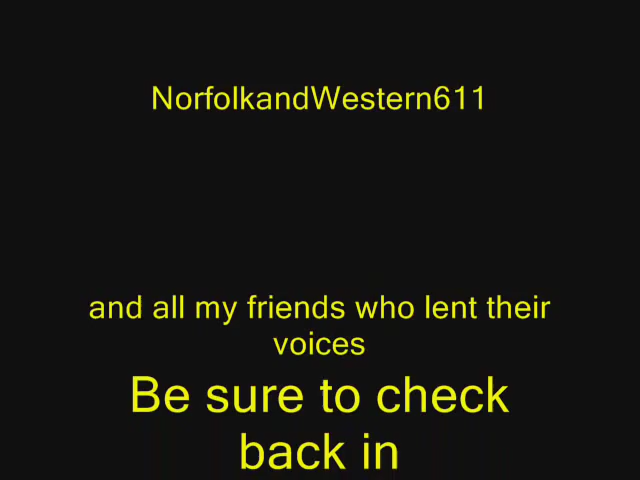 NorfolkandWestern611
and all my friends who lent their
voices
Be sure to check
back in